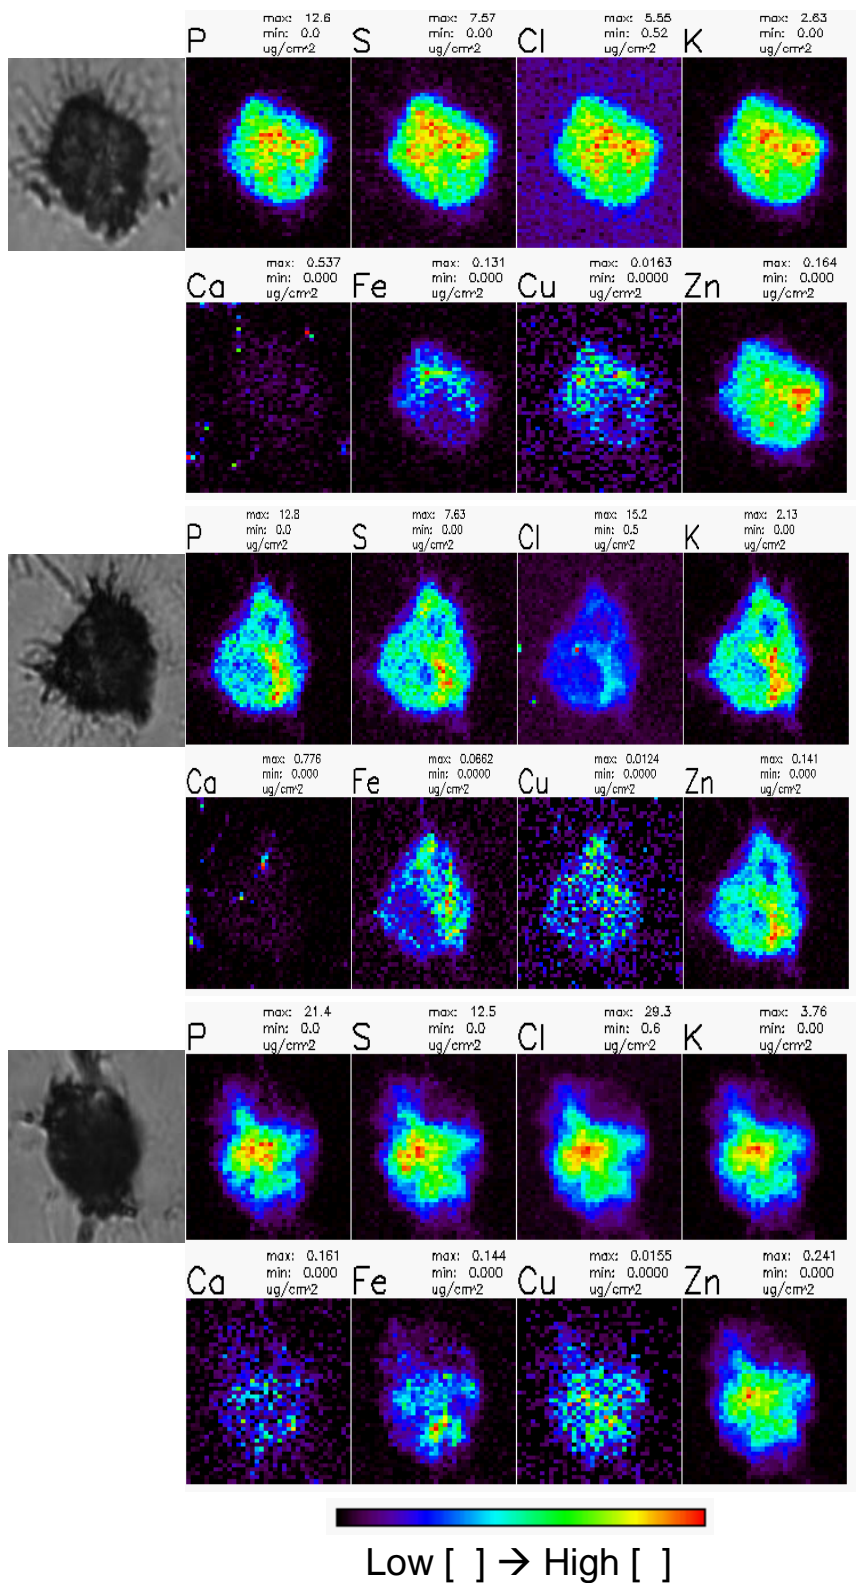 P max: 12.6 min: 0.0 ug/cm^2
S max: 7.57 min: 0.00 ug/cm^2
Cl max: 5.55 min: 0.52 ug/cm^2
K max: 2.63 min: 0.00 ug/cm^2
Ca max: 0.537 min: 0.000 ug/cm^2
Fe max: 0.131 min: 0.000 ug/cm^2
Cu max: 0.0163 min: 0.0000 ug/cm^2
Zn max: 0.164 min: 0.000 ug/cm^2
P max: 12.8 min: 0.0 ug/cm^2
S max: 7.63 min: 0.00 ug/cm^2
Cl max: 15.2 min: 0.5 ug/cm^2
K max: 2.13 min: 0.00 ug/cm^2
Ca max: 0.776 min: 0.000 ug/cm^2
Fe max: 0.0662 min: 0.0000 ug/cm^2
Cu max: 0.0124 min: 0.0000 ug/cm^2
Zn max: 0.141 min: 0.000 ug/cm^2
P max: 21.4 min: 0.0 ug/cm^2
S max: 12.5 min: 0.0 ug/cm^2
Cl max: 29.3 min: 0.6 ug/cm^2
K max: 3.76 min: 0.00 ug/cm^2
Ca max: 0.161 min: 0.000 ug/cm^2
Fe max: 0.144 min: 0.000 ug/cm^2
Cu max: 0.0155 min: 0.0000 ug/cm^2
Zn max: 0.241 min: 0.000 ug/cm^2
Low [ ] → High [ ]